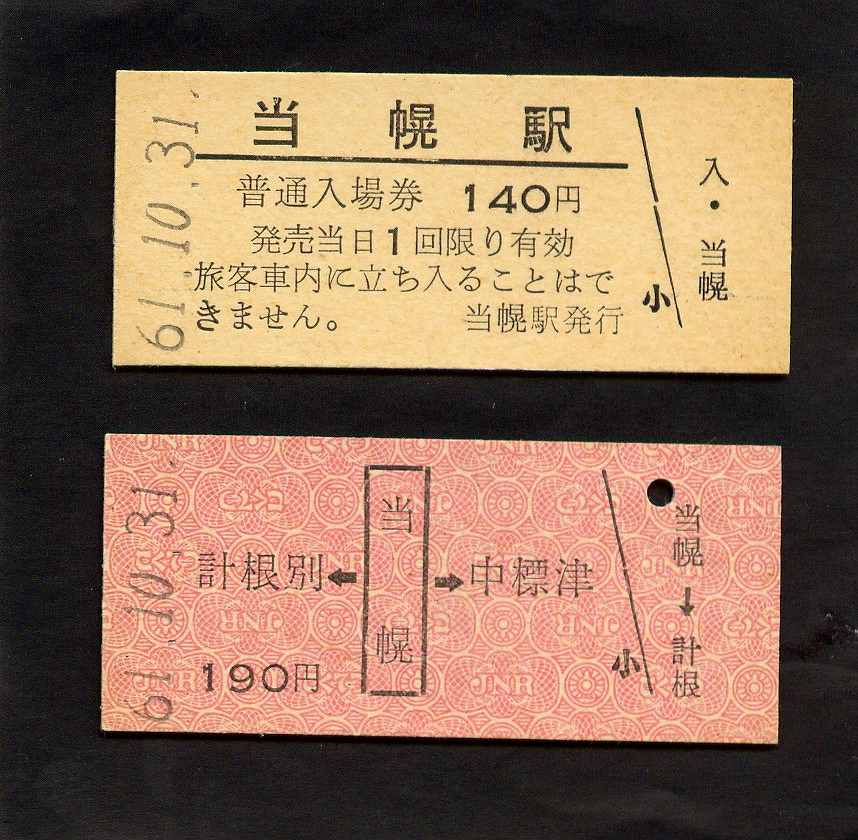 61.10.31.
当幌駅
普通入場券 140円
発売当日1回限り有効
旅客車内に立ち入ることはで
きません。 当幌駅発行
小
入・当幌
61.10.31.
計根別←当幌→中標津
190円
小
当幌→計根
JNR